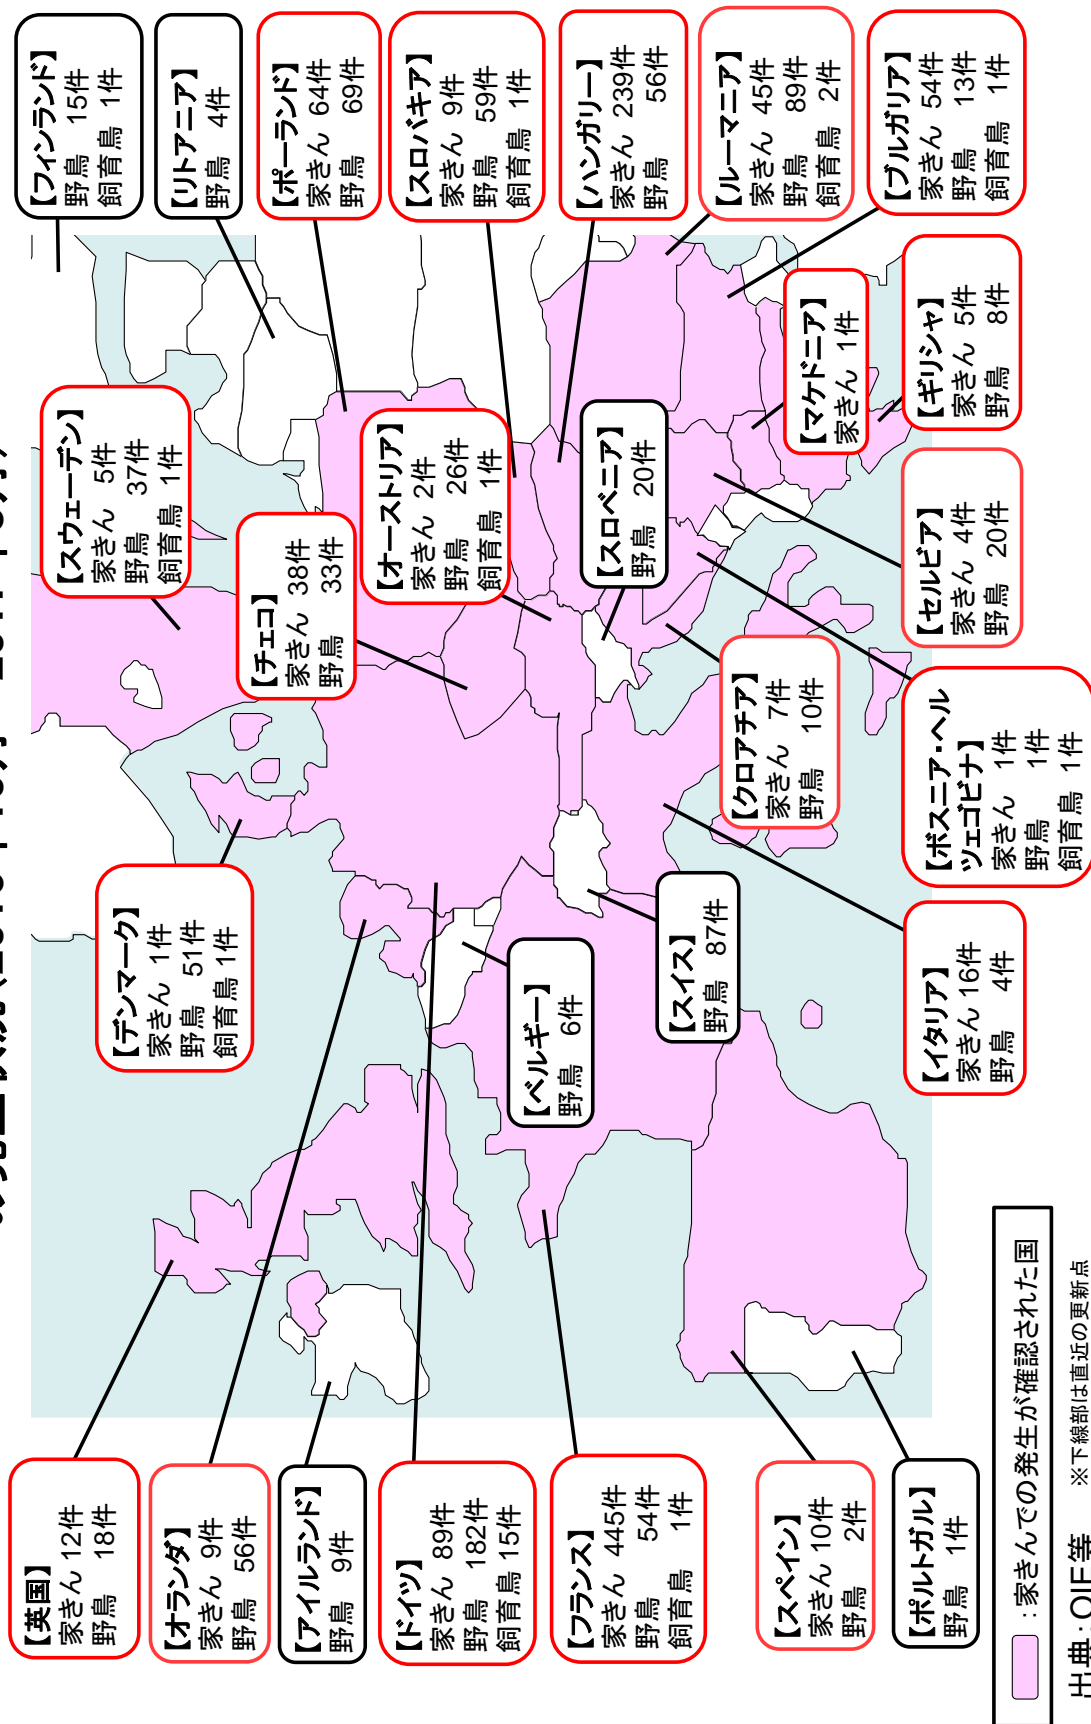 【英国】
家きん 12件
野鳥 18件
【オランダ】
家きん 9件
野鳥 56件
【アイルランド】
野鳥 9件
【ドイツ】
家きん 89件
野鳥 182件
飼育鳥 15件
【フランス】
家きん 445件
野鳥 54件
飼育鳥 1件
【スペイン】
家きん 10件
野鳥 2件
【ポルトガル】
野鳥 1件
【デンマーク】
家きん 1件
野鳥 51件
飼育鳥 1件
【ベルギー】
野鳥 6件
【スイス】
野鳥 87件
【イタリア】
家きん 16件
野鳥 4件
【スウェーデン】
家きん 5件
野鳥 37件
飼育鳥 1件
【チェコ】
家きん 38件
野鳥 33件
【オーストリア】
家きん 2件
野鳥 26件
飼育鳥 1件
【スロベニア】
野鳥 20件
【クロアチア】
家きん 7件
野鳥 10件
【ボスニア・ヘル
ツェゴビナ】
家きん 1件
野鳥 1件
飼育鳥 1件
【セルビア】
家きん 4件
野鳥 20件
【マケドニア】
家きん 1件
【ギリシャ】
家きん 5件
野鳥 8件
【フィンランド】
野鳥 15件
飼育鳥 1件
【リトアニア】
野鳥 4件
【ポーランド】
家きん 64件
野鳥 69件
【スロバキア】
家きん 9件
野鳥 59件
飼育鳥 1件
【ハンガリー】
家きん 239件
野鳥 56件
【ルーマニア】
家きん 45件
野鳥 89件
飼育鳥 2件
【ブルガリア】
家きん 54件
野鳥 13件
飼育鳥 1件
：家きんでの発生が確認された国
出典：OIE等 ※下線部は直近の更新点